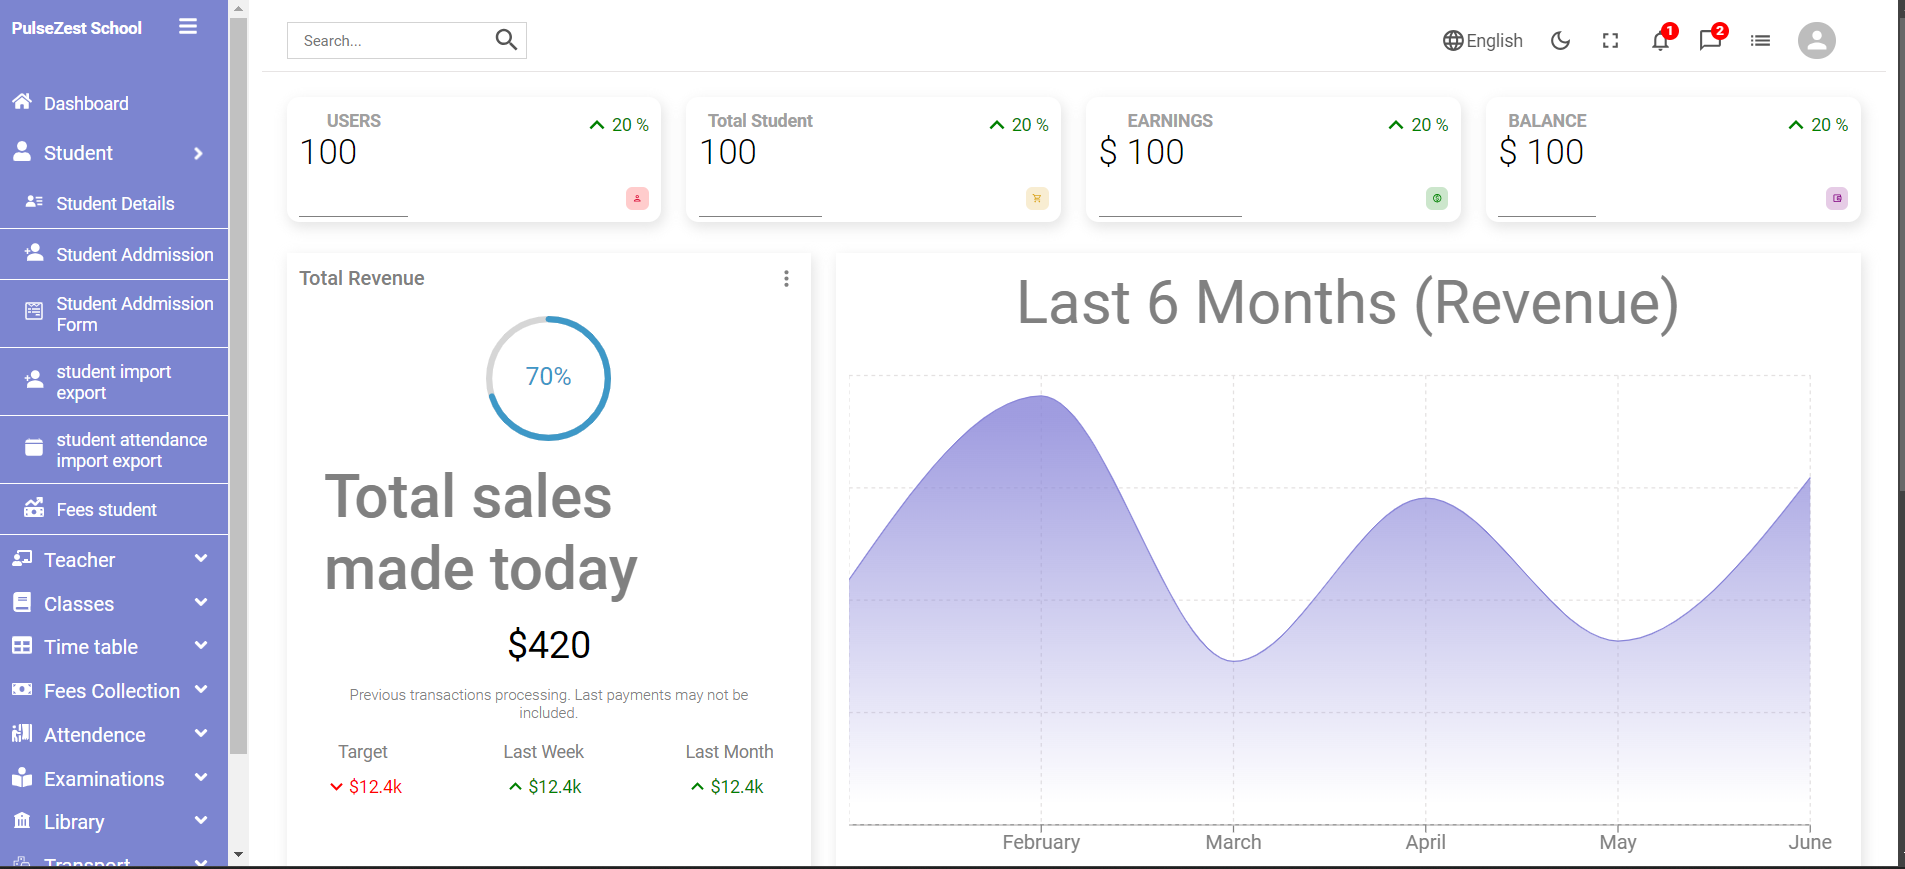 PulseZest School
Dashboard
Student
Student Details
Student Addmission
Student Addmission
Form
student import
export
student attendance
import export
Fees student
Teacher
Classes
Time table
Fees Collection
Attendence
Examinations
Library
Transport
Search...
English
1
2
USERS
20 %
100
Total Student
20 %
100
EARNINGS
20 %
$ 100
BALANCE
20 %
$ 100
Total Revenue
70%
Total sales
made today
$420
Previous transactions processing. Last payments may not be
included.
Target Last Week Last Month
$12.4k $12.4k $12.4k
Last 6 Months (Revenue)
February March April May June